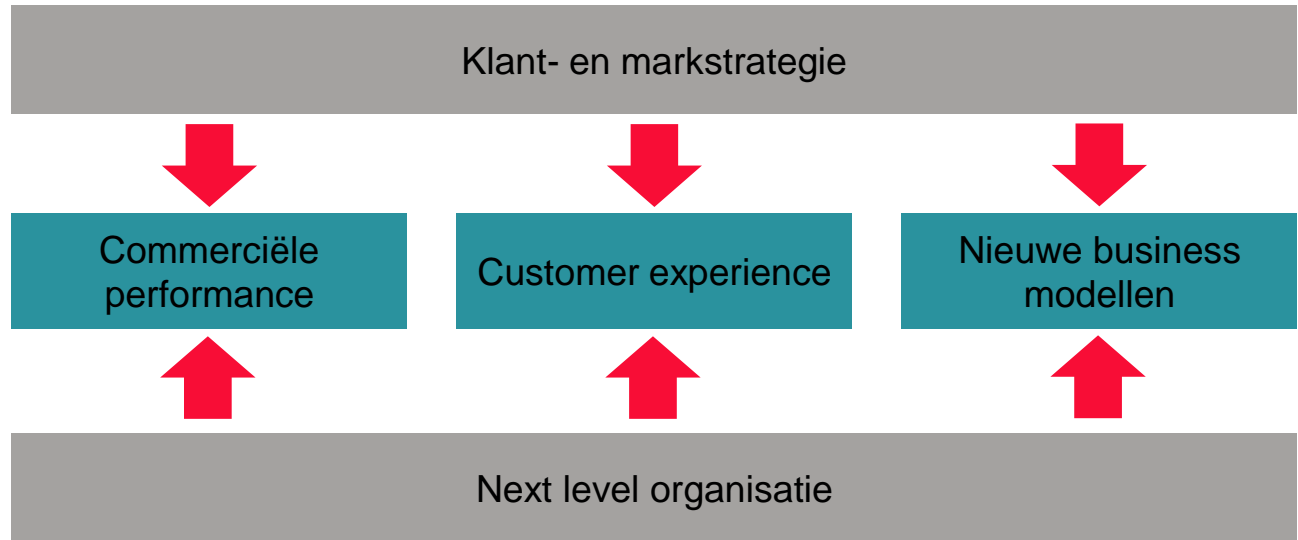 Klant- en markstrategie
Commerciële
performance
Customer experience
Nieuwe business
modellen
Next level organisatie